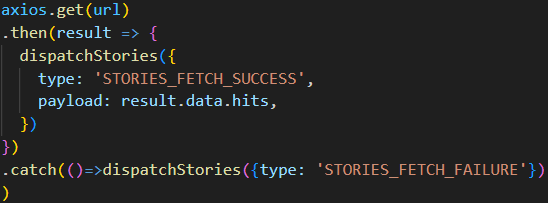 axios.get(url)
.then(result => {
  dispatchStories({
    type: 'STORIES_FETCH_SUCCESS',
    payload: result.data.hits,
  })
})
.catch(()=>dispatchStories({type: 'STORIES_FETCH_FAILURE'})
)